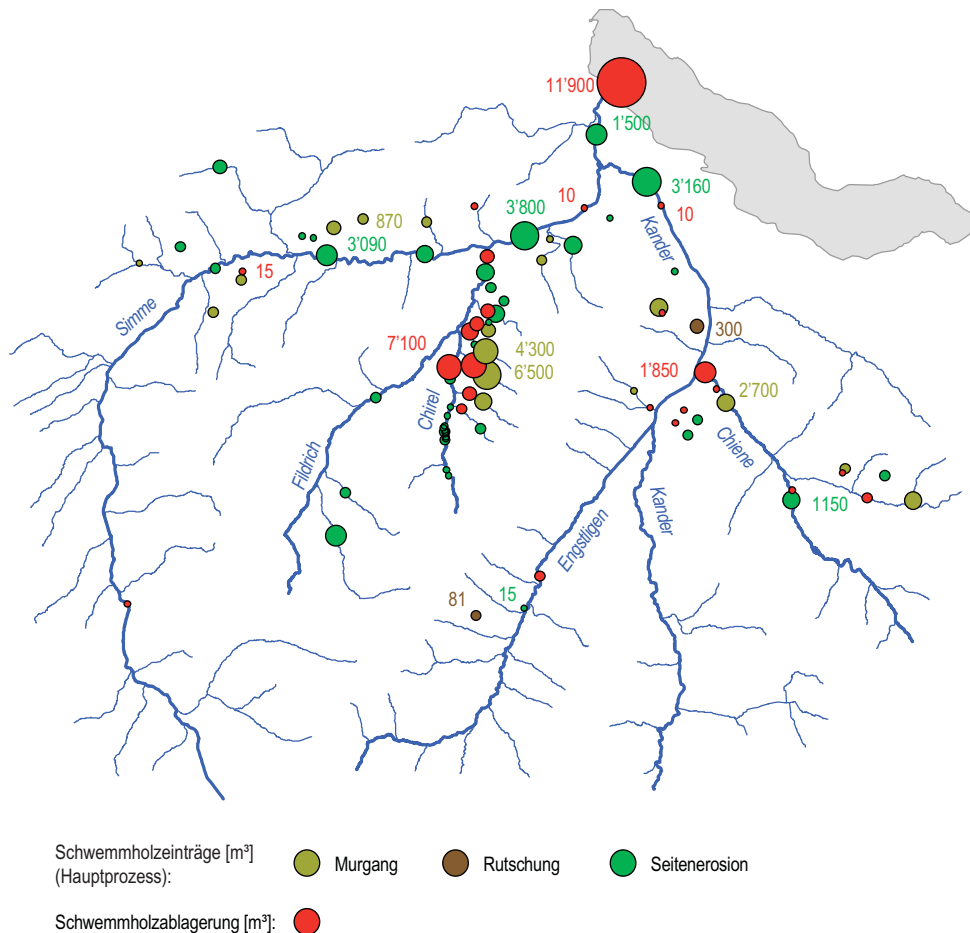 11'900
1'500
3'160
10
10
3'800
870
3'090
Kander
15
Simme
300
7'100
4'300
6'500
1'850
2'700
Chirel
Chiene
Fildrich
1150
Kander
Engstligen
81
15
Schwemmholzeinträge [m³]
(Hauptprozess):
Murgang
Rutschung
Seitenerosion
Schwemmholzablagerung [m³]: